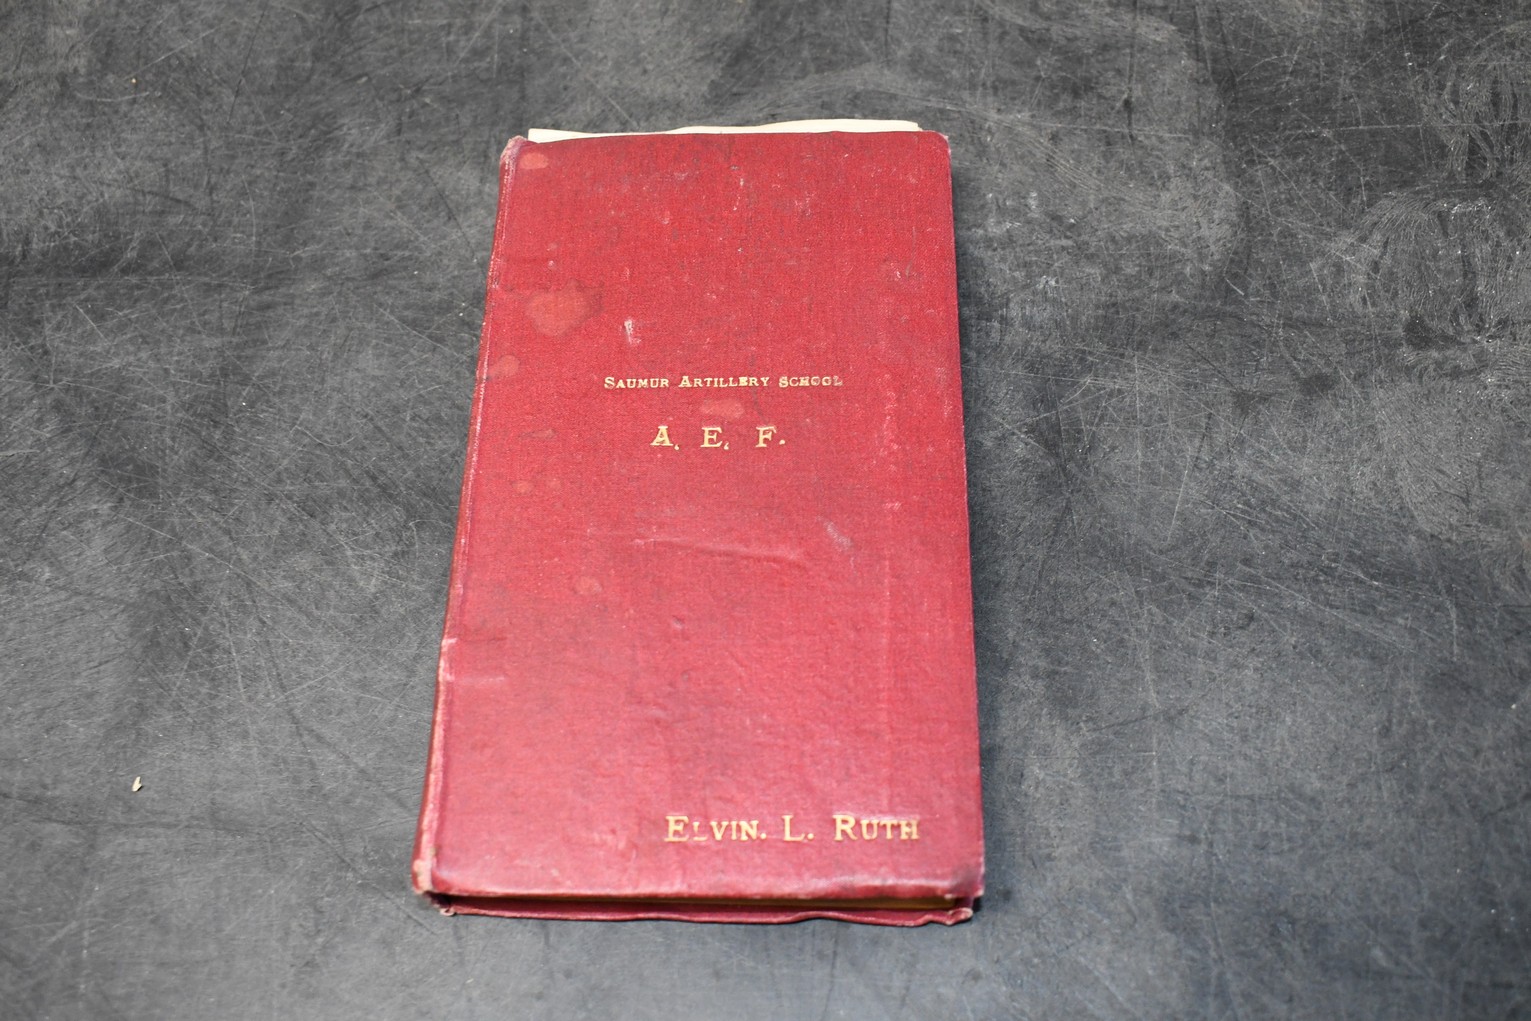 SAUMUR ARTILLERY SCHOOL
A. E. F.
ELVIN. L. RUTH